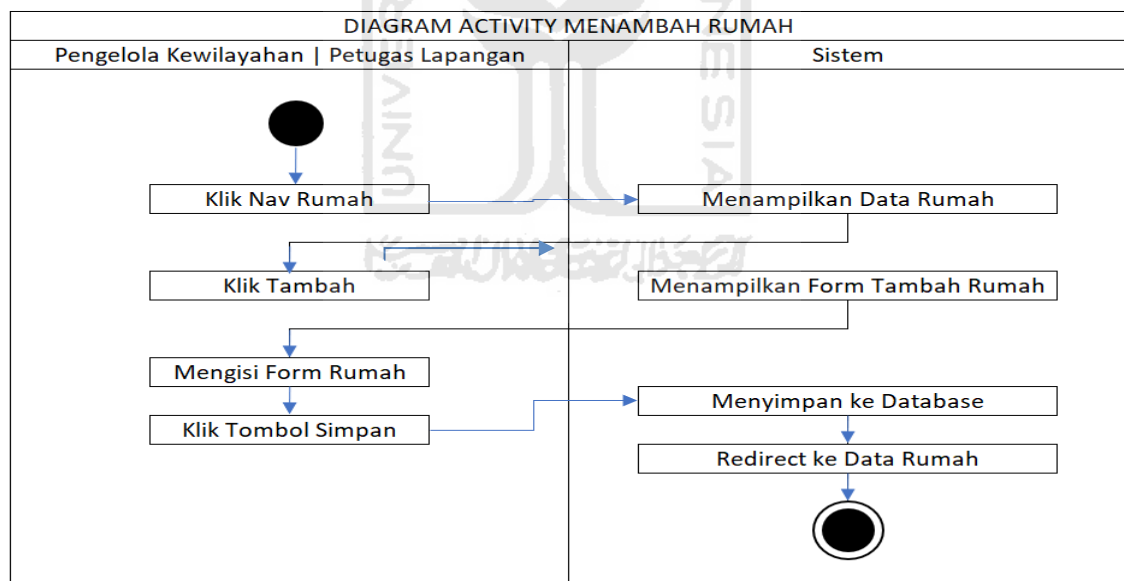 DIAGRAM ACTIVITY MENAMBAH RUMAH
Pengelola Kewilayahan | Petugas Lapangan
Sistem
Klik Nav Rumah
Menampilkan Data Rumah
Klik Tambah
Menampilkan Form Tambah Rumah
Mengisi Form Rumah
Menyimpan ke Database
Klik Tombol Simpan
Redirect ke Data Rumah